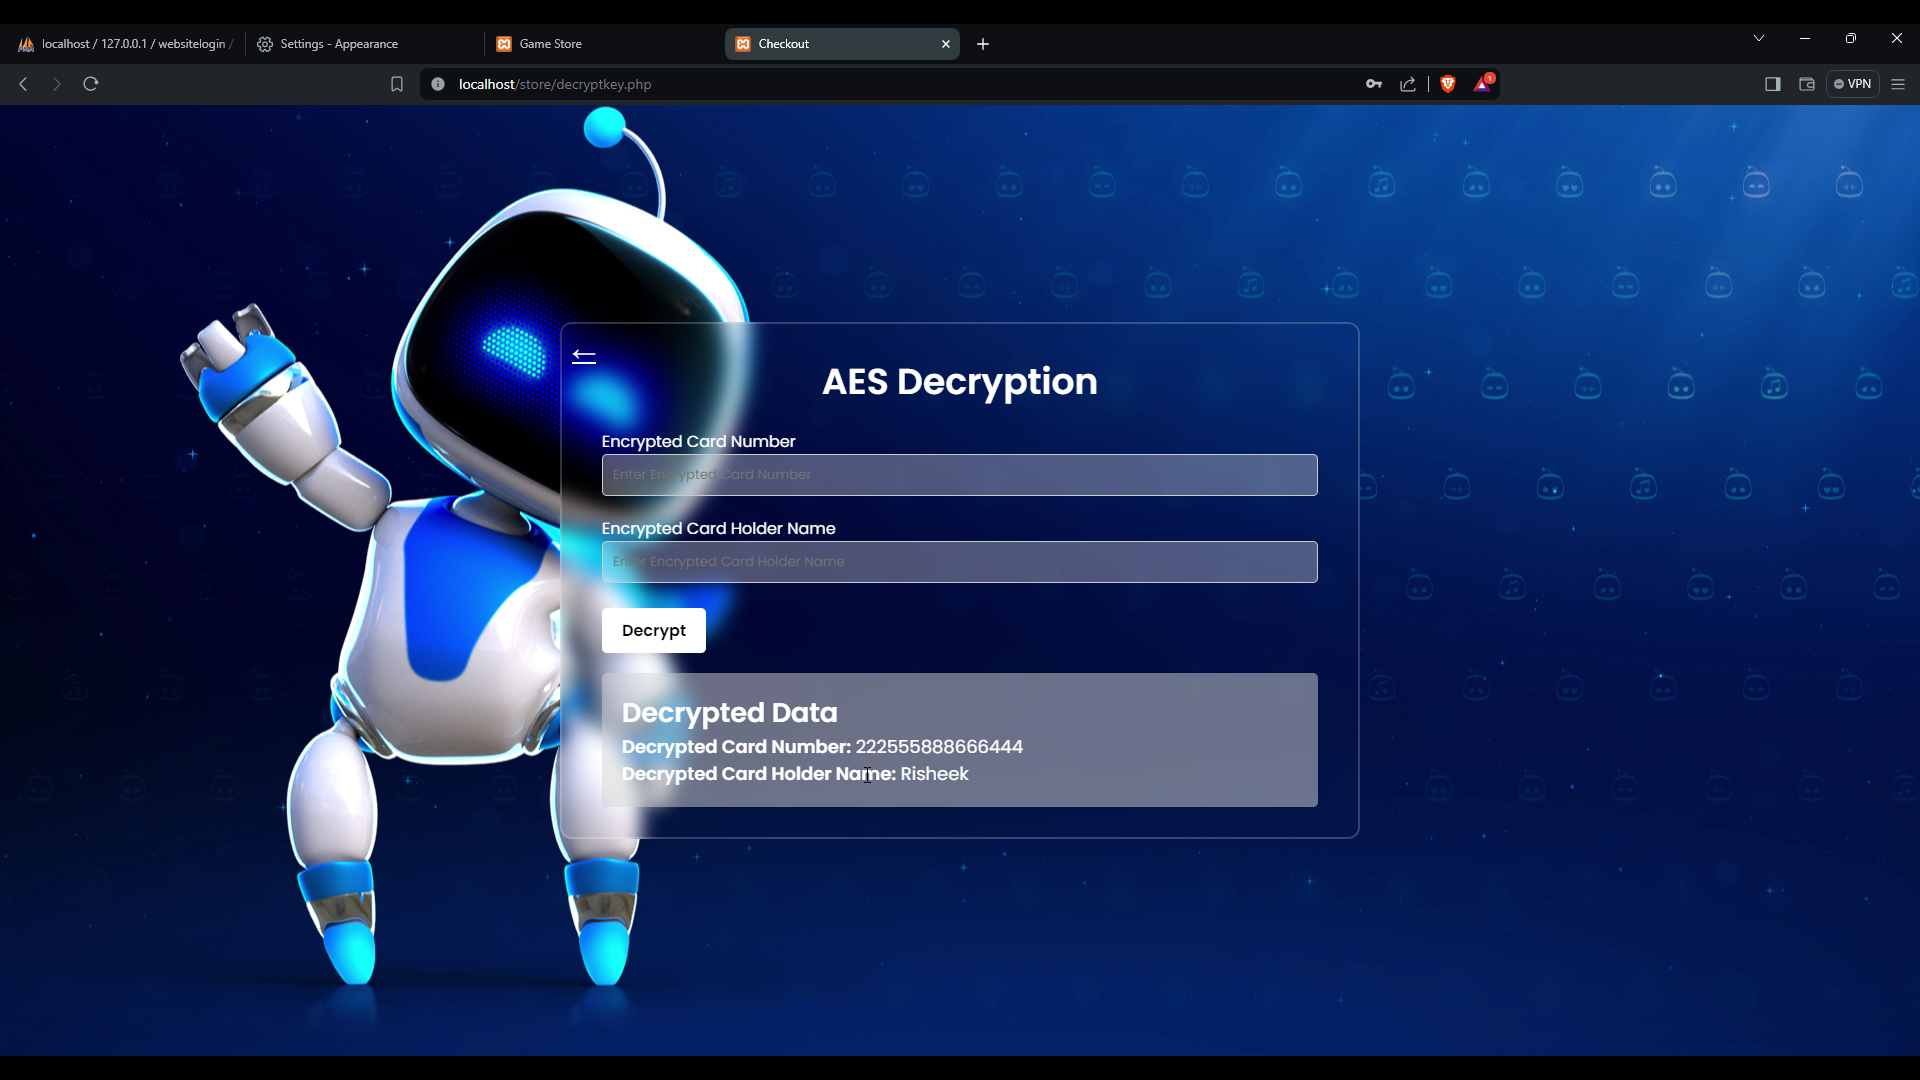 localhost / 127.0.0.1 / websitelogin /
Settings - Appearance
Game Store
Checkout
localhost/store/decryptkey.php
1
VPN
AES Decryption
Encrypted Card Number
Enter Encrypted Card Number
Encrypted Card Holder Name
Enter Encrypted Card Holder Name
Decrypt
Decrypted Data
Decrypted Card Number: 222555888666444
Decrypted Card Holder Name: Risheek